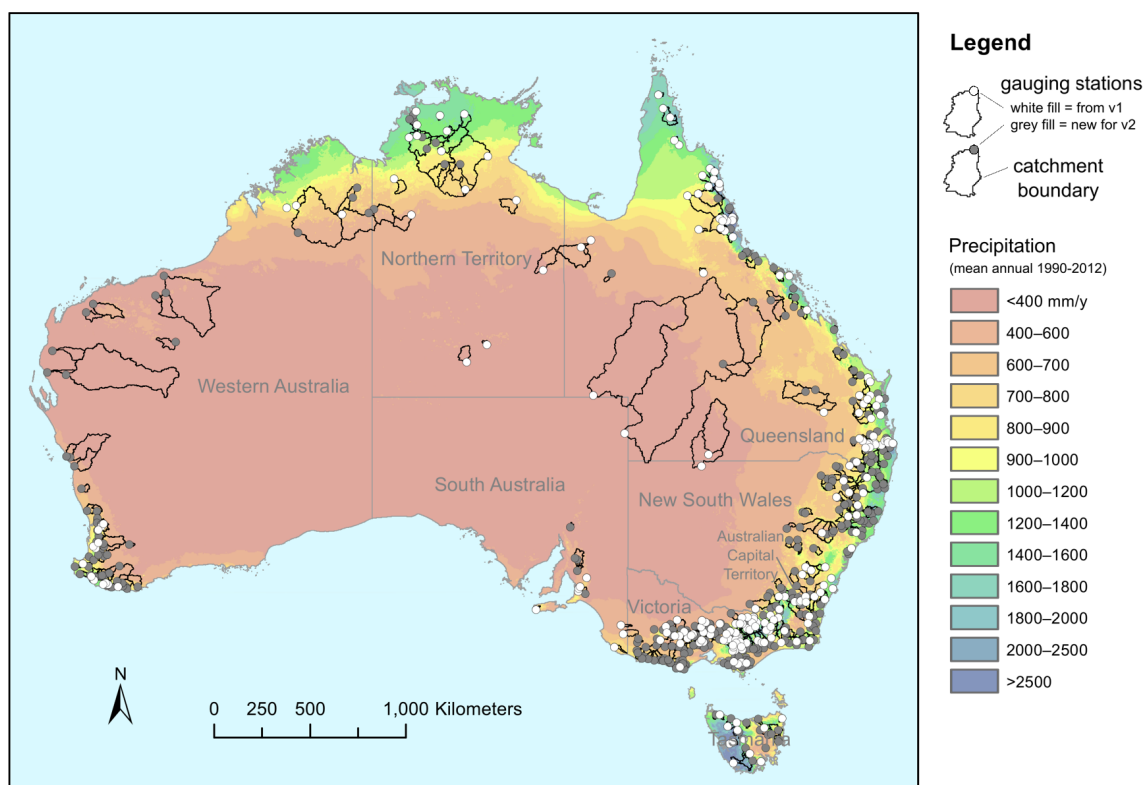 Northern Territory
Western Australia
Queensland
South Australia
New South Wales
Australian
Capital
Territory
Victoria
Tasmania
N
0 250 500 1,000 Kilometers
Legend
gauging stations
white fill = from v1
grey fill = new for v2
catchment
boundary
Precipitation
(mean annual 1990-2012)
<400 mm/y
400–600
600–700
700–800
800–900
900–1000
1000–1200
1200–1400
1400–1600
1600–1800
1800–2000
2000–2500
>2500